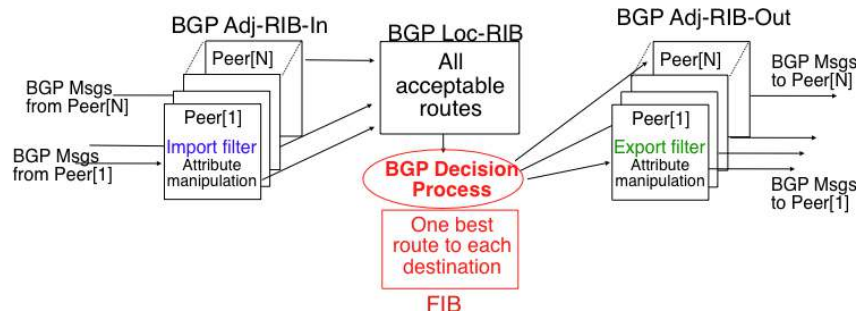 BGP Adj-RIB-In
Peer[N]
BGP Msgs
from Peer[N]
Peer[1]
Import filter
Attribute
manipulation
BGP Msgs
from Peer[1]
BGP Loc-RIB
All
acceptable
routes
BGP Decision
Process
One best
route to each
destination
FIB
BGP Adj-RIB-Out
Peer[N]
BGP Msgs
to Peer[N]
Peer[1]
Export filter
Attribute
manipulation
BGP Msgs
to Peer[1]